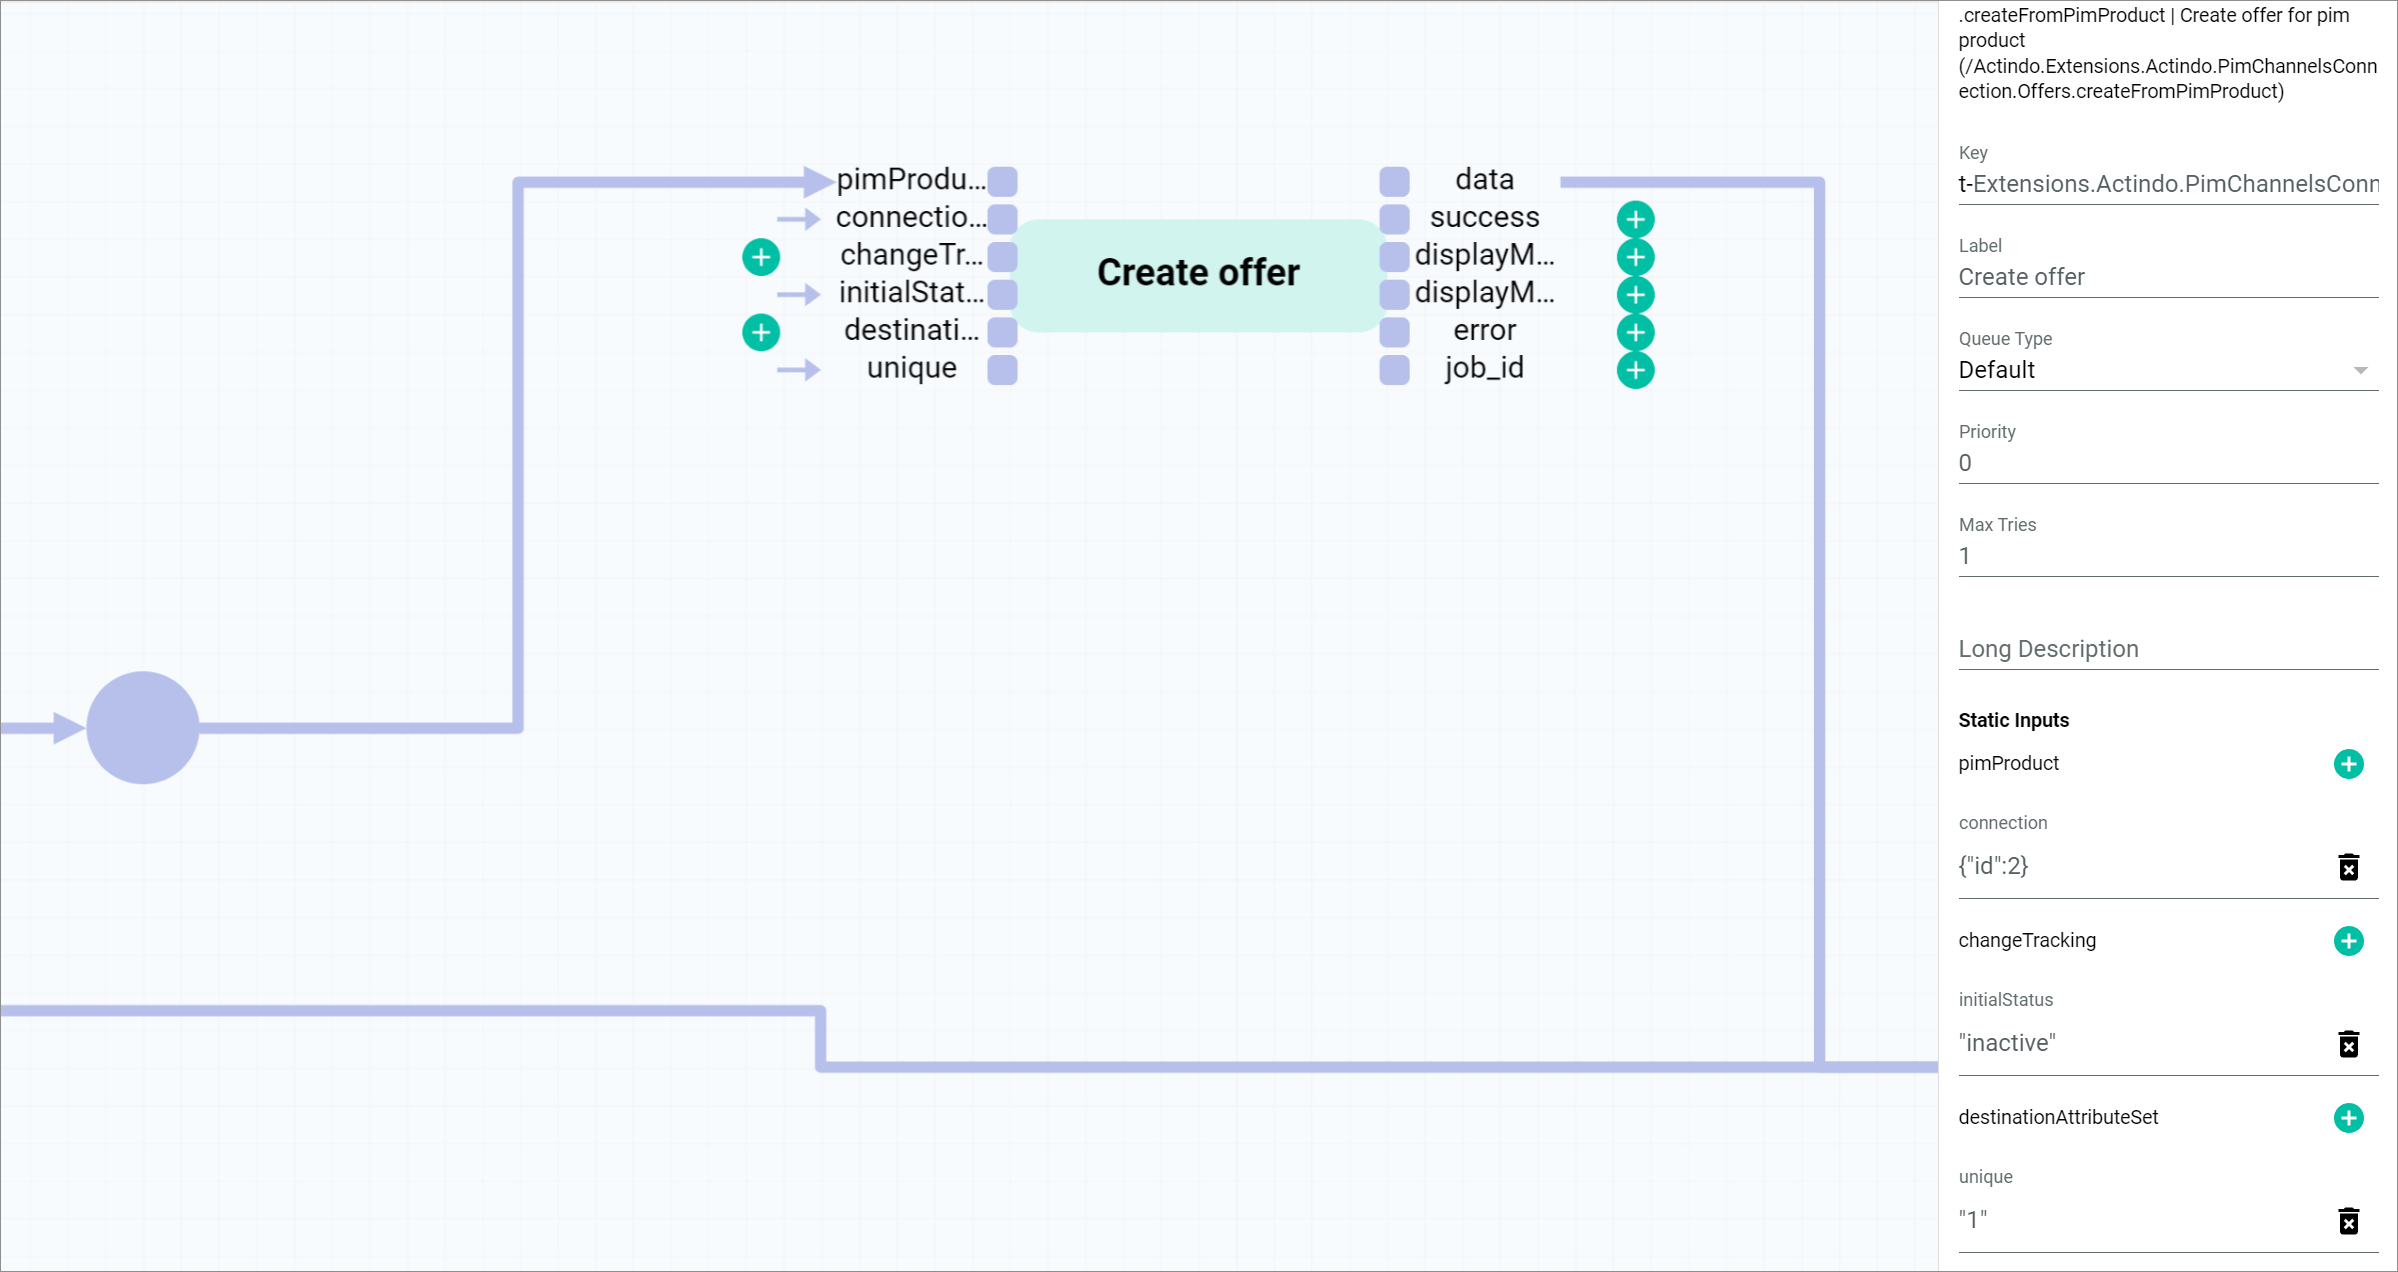 pimProdu...
connectio...
changeTr...
initialStat...
destinati...
unique
Create offer
data
success
displayM...
displayM...
error
job_id
.createFromPimProduct | Create offer for pim
product
(/Actindo.Extensions.Actindo.PimChannelsConn
ection.Offers.createFromPimProduct)
Key
t-Extensions.Actindo.PimChannelsConn
Label
Create offer
Queue Type
Default
Priority
0
Max Tries
1
Long Description
Static Inputs
pimProduct
connection
{"id":2}
changeTracking
initialStatus
"inactive"
destinationAttributeSet
unique
"1"